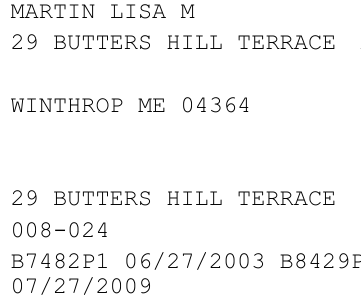 MARTIN LISA M
29 BUTTERS HILL TERRACE
WINTHROP ME 04364
29 BUTTERS HILL TERRACE
008-024
B7482P1 06/27/2003 B8429P
07/27/2009